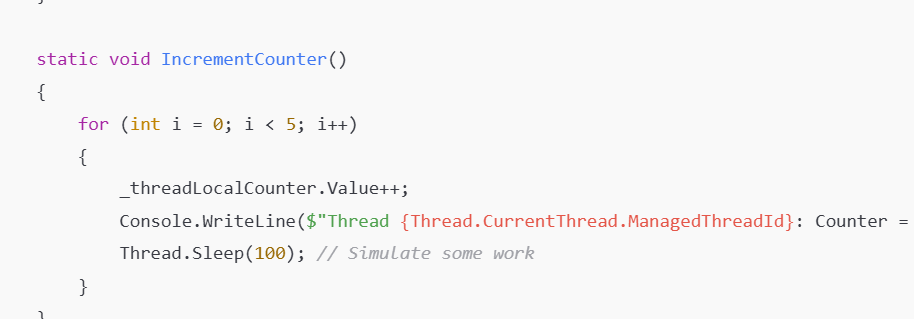 }
static void IncrementCounter()
{
for (int i = 0; i < 5; i++)
{
_threadLocalCounter.Value++;
Console.WriteLine($"Thread {Thread.CurrentThread.ManagedThreadId}: Counter =
Thread.Sleep(100); // Simulate some work
}
}